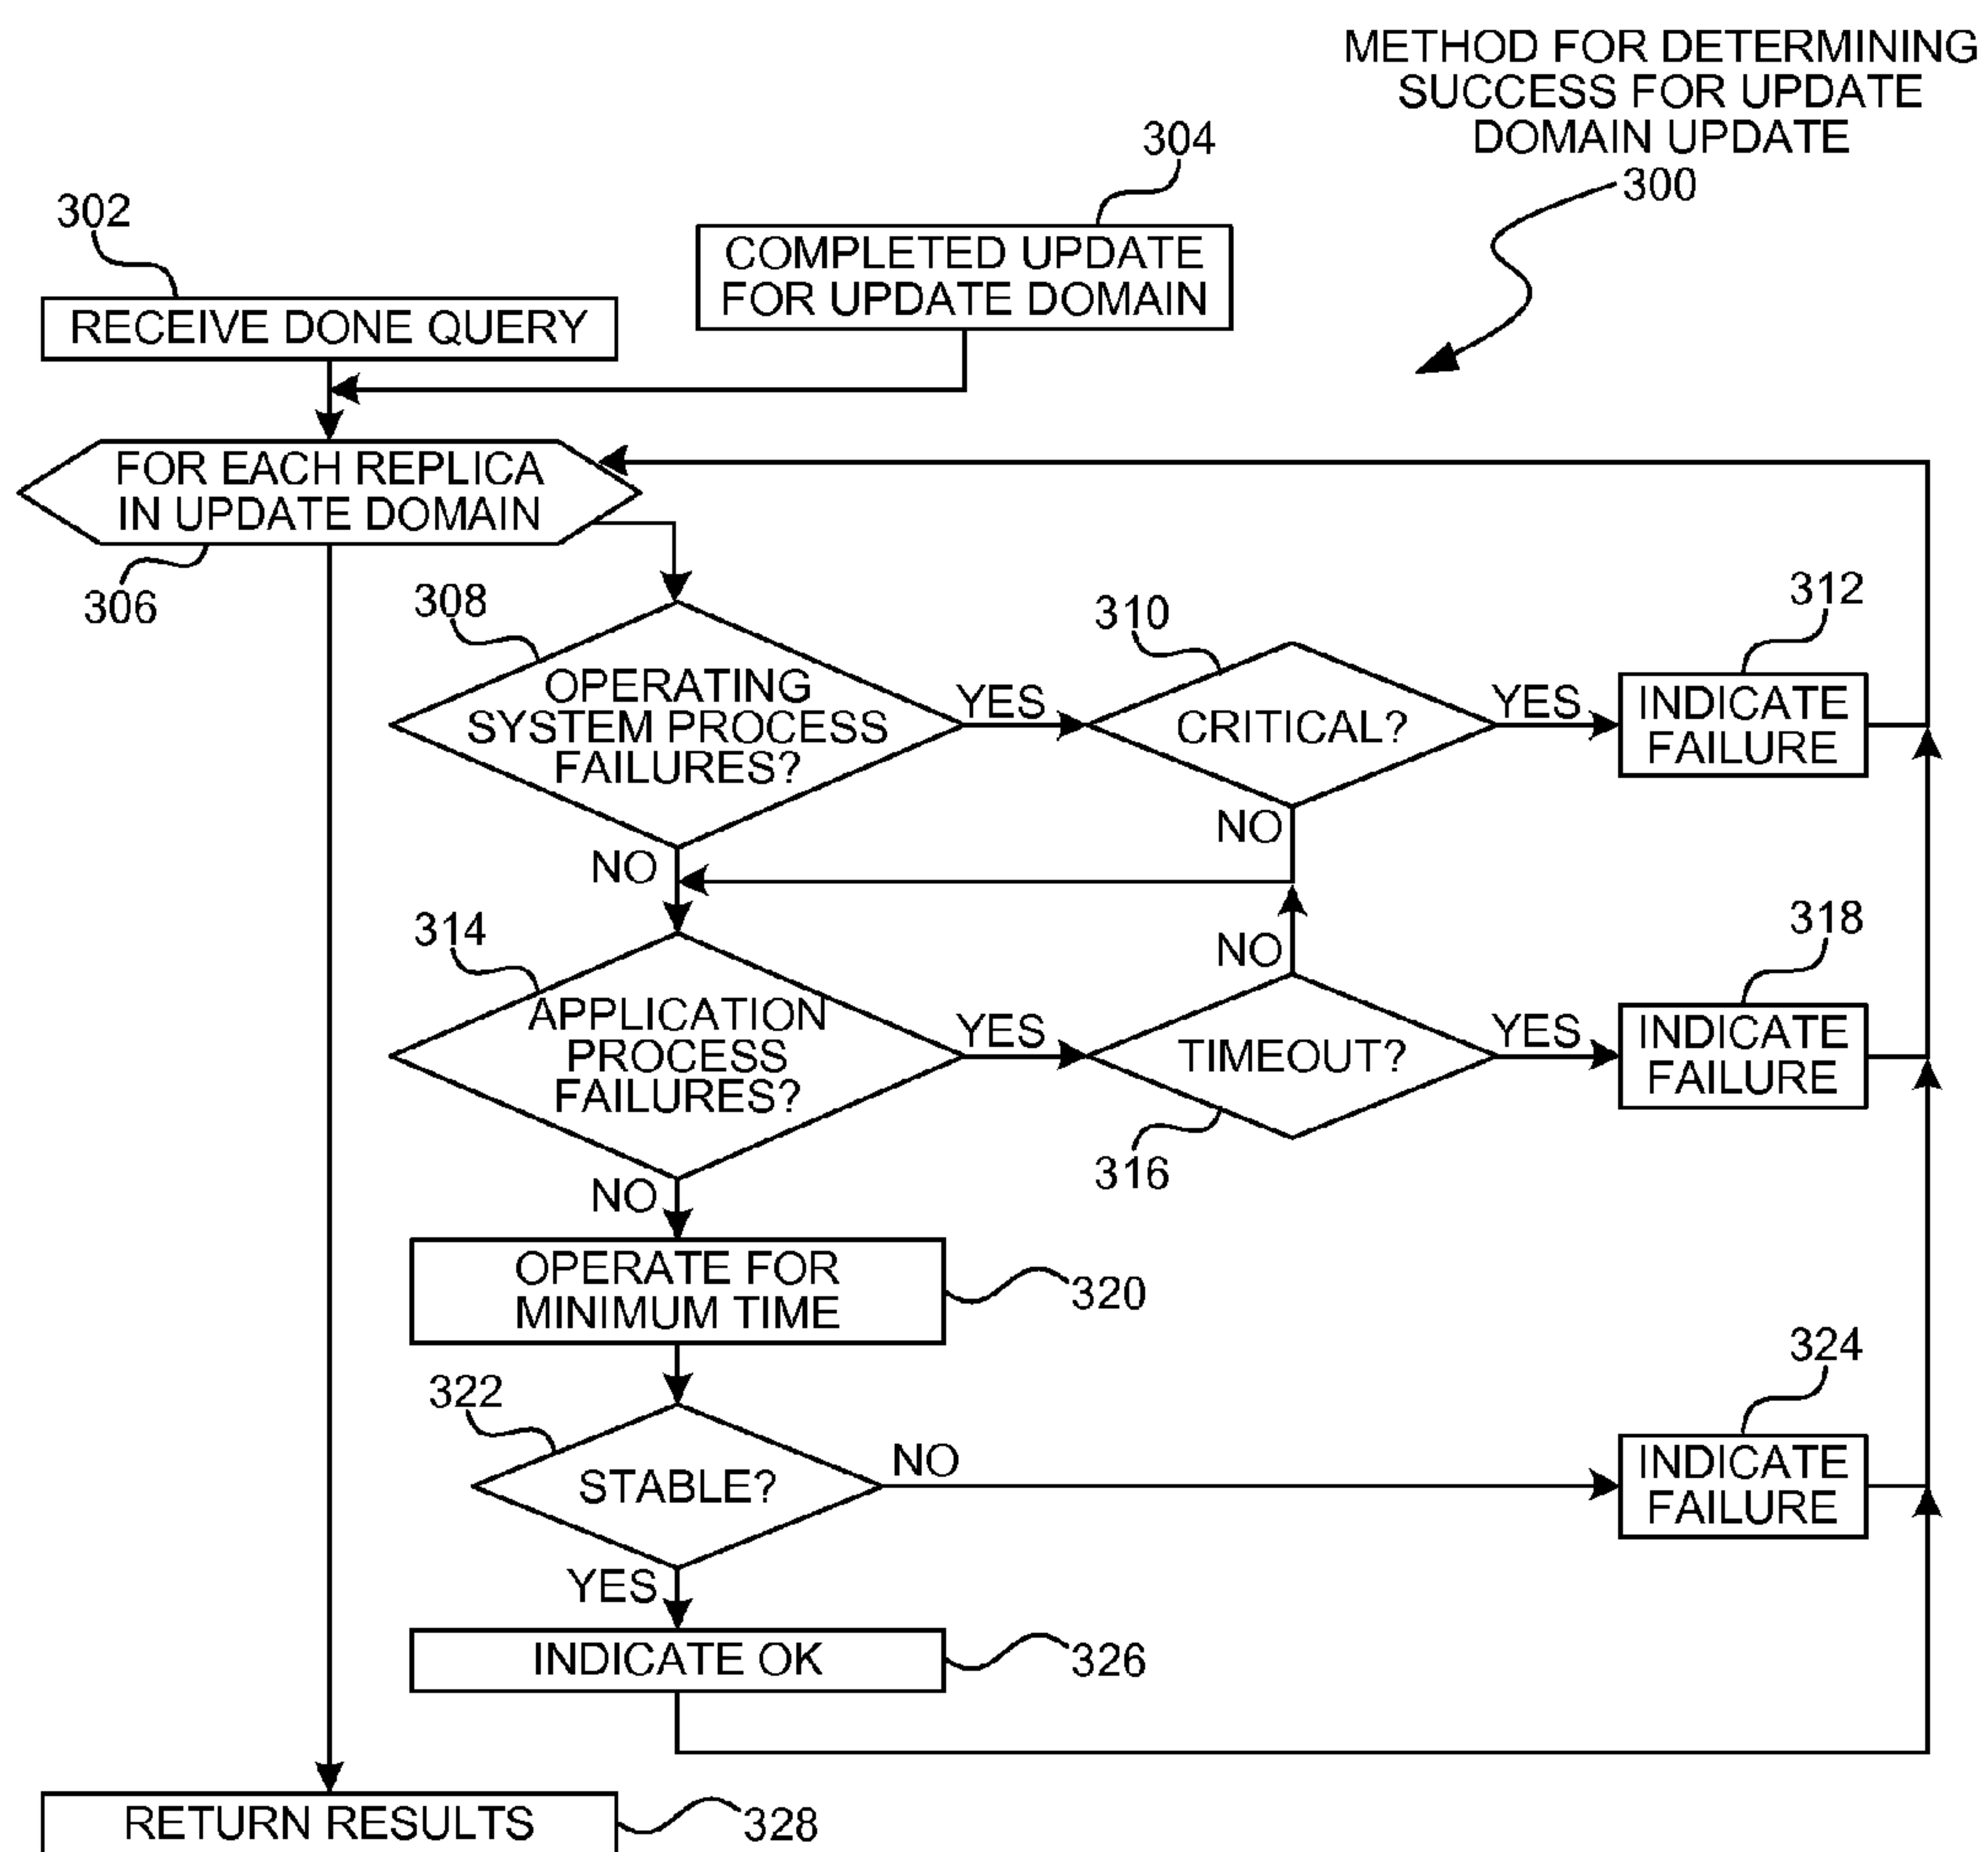 METHOD FOR DETERMINING
SUCCESS FOR UPDATE
DOMAIN UPDATE
300
304
302
COMPLETED UPDATE
FOR UPDATE DOMAIN
RECEIVE DONE QUERY
FOR EACH REPLICA
IN UPDATE DOMAIN
306
308
310
312
OPERATING
SYSTEM PROCESS
FAILURES?
YES
CRITICAL?
YES
INDICATE
FAILURE
NO
NO
314
318
NO
APPLICATION
PROCESS
FAILURES?
YES
TIMEOUT?
YES
INDICATE
FAILURE
316
NO
OPERATE FOR
MINIMUM TIME
320
322
324
STABLE?
NO
INDICATE
FAILURE
YES
INDICATE OK
326
RETURN RESULTS
328